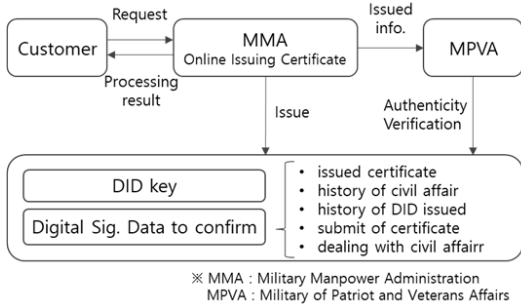 Request
Issued
info.
Customer
MMA
Online Issuing Certificate
MPVA
Processing
result
Issue
Authenticity
Verification
DID key
Digital Sig. Data to confirm
• issued certificate
• history of civil affair
• history of DID issued
• submit of certificate
• dealing with civil affairr
※ MMA : Military Manpower Administration
MPVA : Military of Patriot and Veterans Affairs